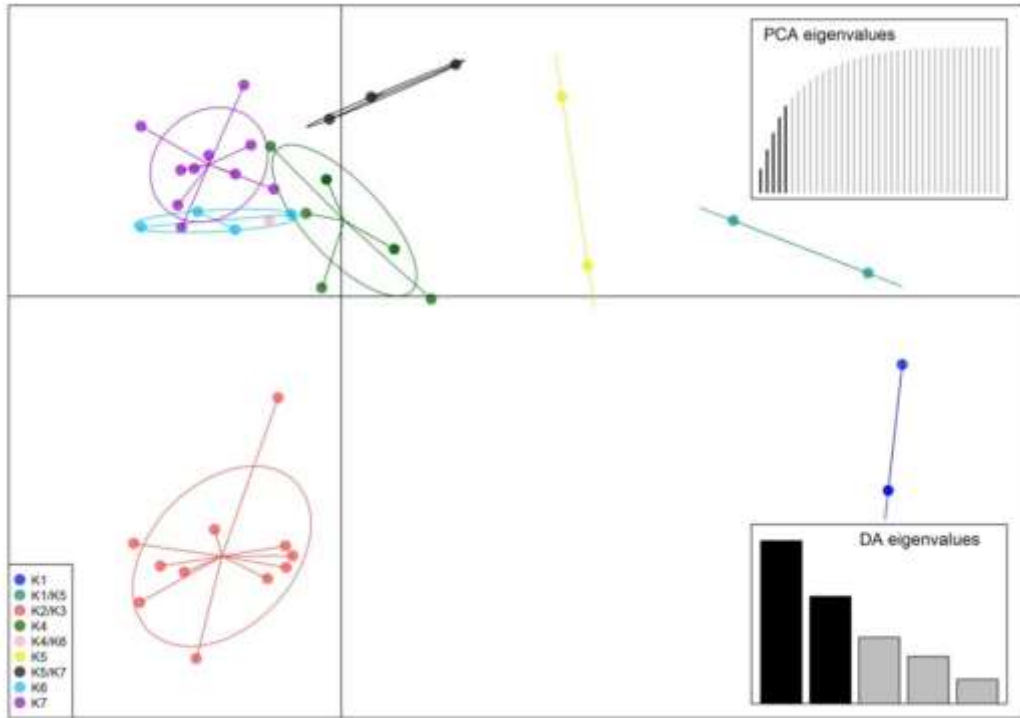 PCA eigenvalues
DA eigenvalues
K1
K1/K5
K2/K3
K4
K4/K6
K5
K5/K7
K6
K7